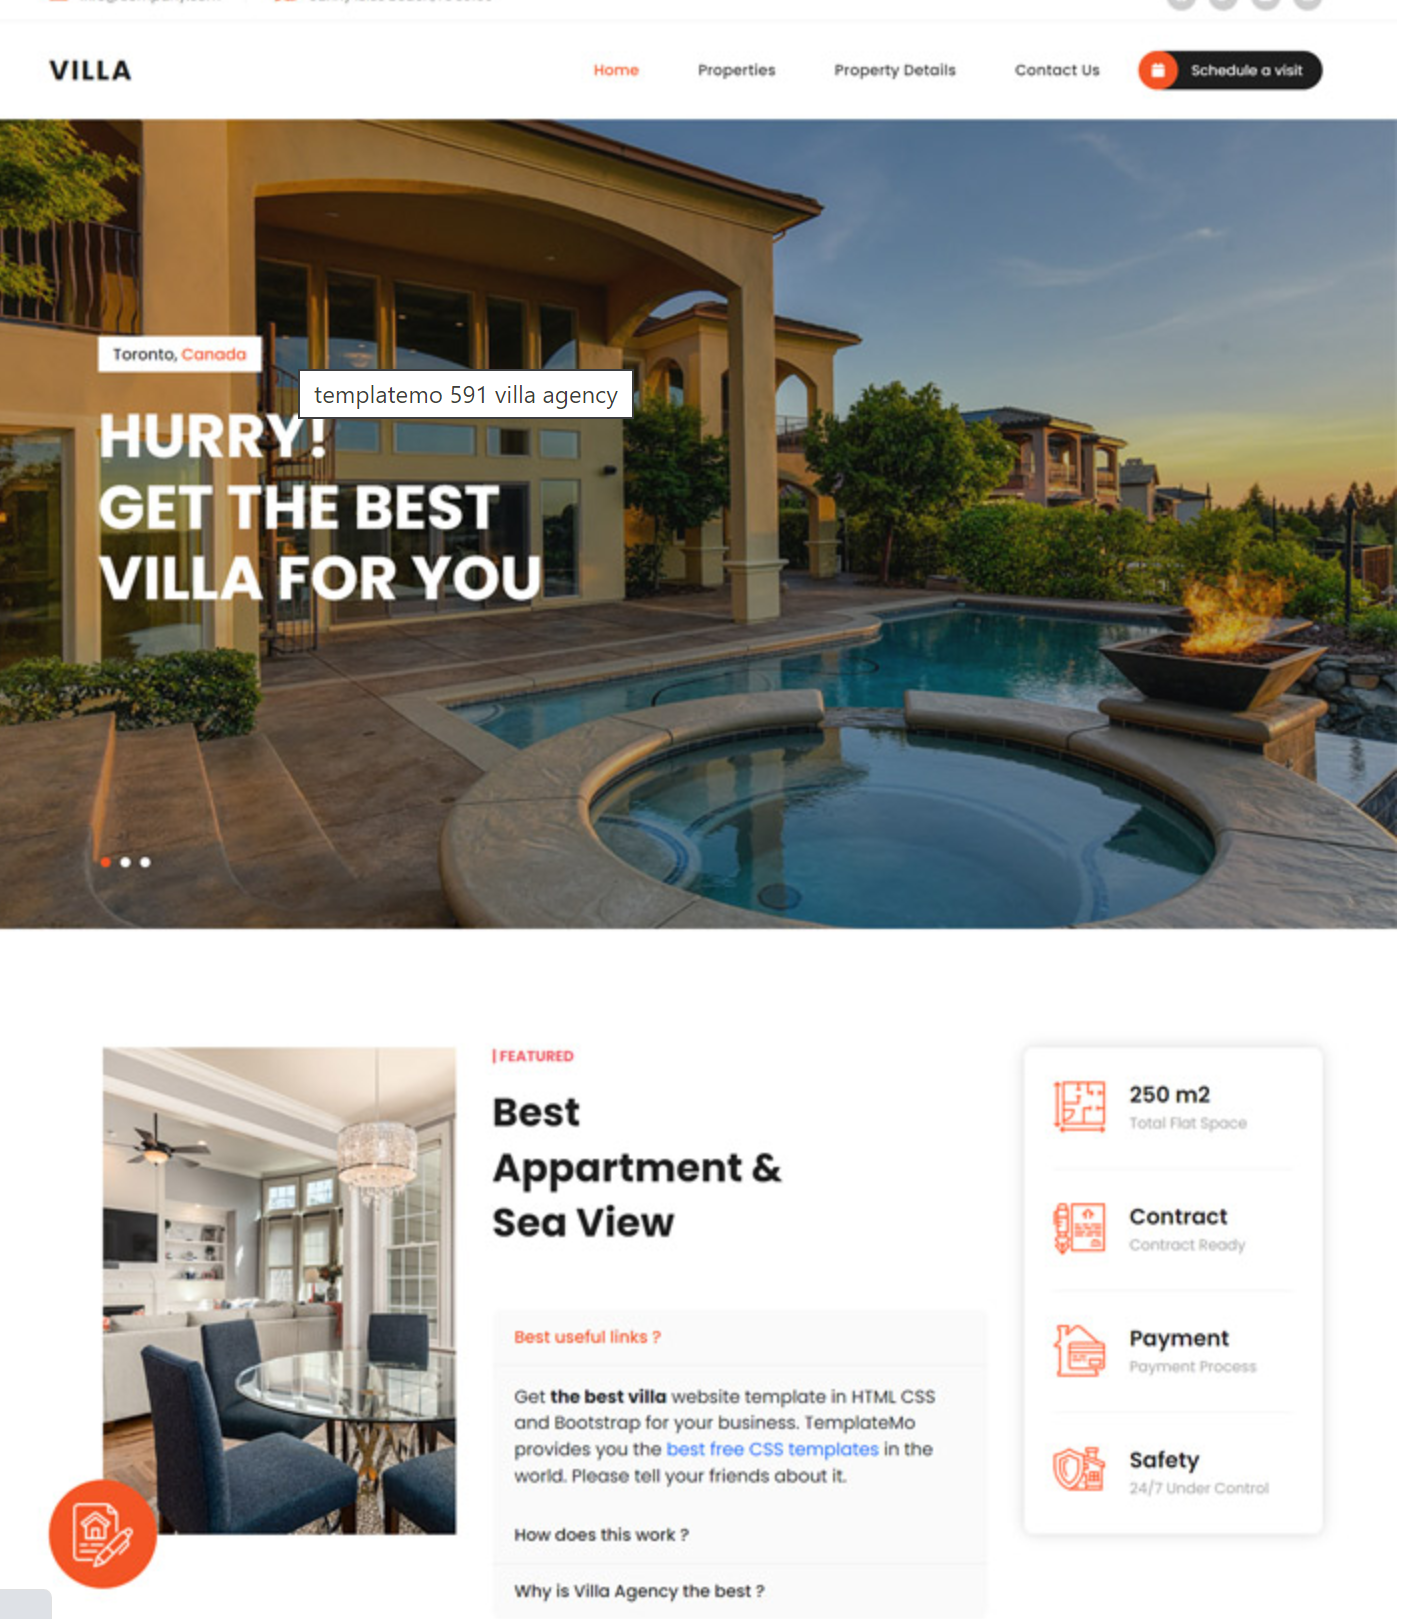 VILLA
Home
Properties
Property Details
Contact Us
Schedule a visit
Toronto, Canada
templatemo 591 villa agency
HURRY!
GET THE BEST
VILLA FOR YOU
| FEATURED
Best
Appartment &
Sea View
Best useful links ?
Get the best villa website template in HTML CSS
and Bootstrap for your business. TemplateMo
provides you the best free CSS templates in the
world. Please tell your friends about it.
How does this work ?
Why is Villa Agency the best ?
250 m2
Total Flat Space
Contract
Contract Ready
Payment
Payment Process
Safety
24/7 Under Control